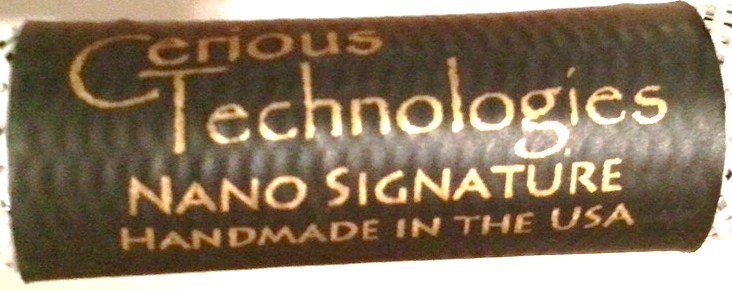 Cerious
Technologies
NANO SIGNATURE
HANDMADE IN THE USA